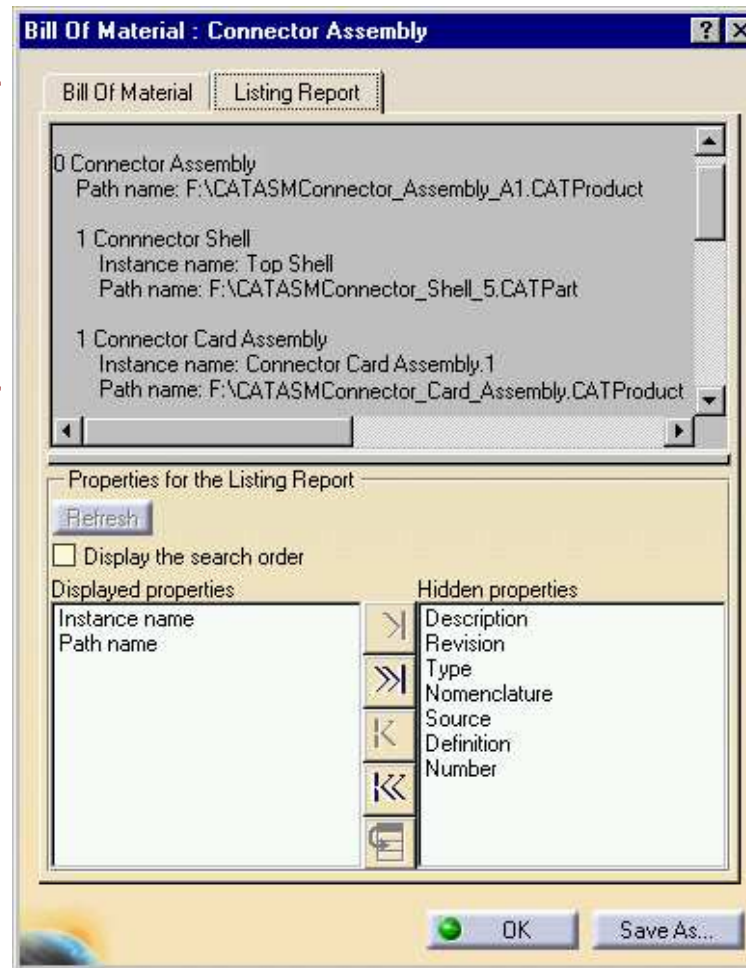 Bill Of Material : Connector Assembly
Bill Of Material Listing Report
0 Connector Assembly
Path name: F:\CATASMConnector_Assembly_A1.CATProduct
1 Connnector Shell
Instance name: Top Shell
Path name: F:\CATASMConnector_Shell_5.CATPart
1 Connector Card Assembly
Instance name: Connector Card Assembly.1
Path name: F:\CATASMConnector_Card_Assembly.CATProduct
Properties for the Listing Report
Refresh
Display the search order
Displayed properties
Instance name
Path name
Hidden properties
Description
Revision
Type
Nomenclature
Source
Definition
Number
OK Save As...